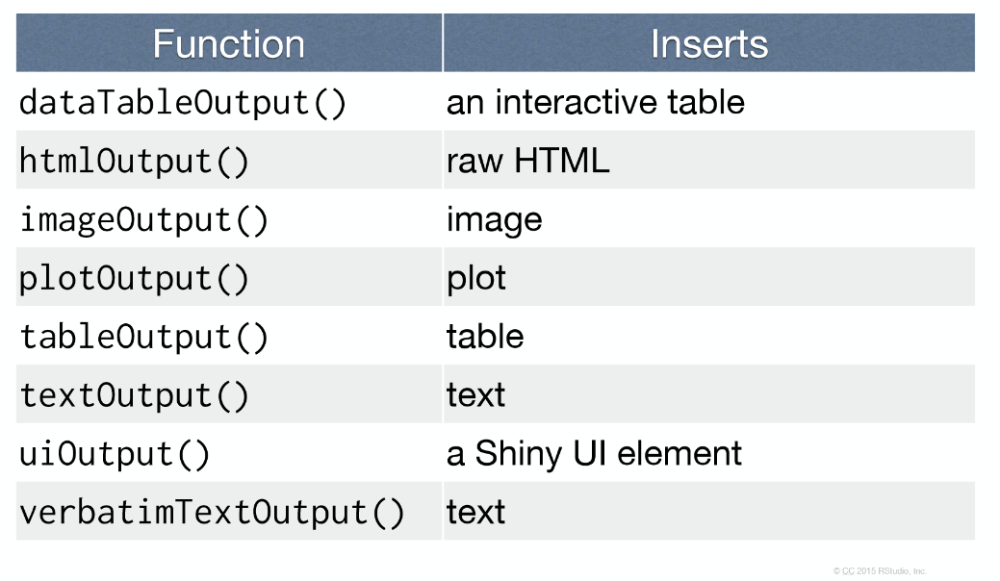 Function Inserts
dataTableOutput() an interactive table
htmlOutput() raw HTML
imageOutput() image
plotOutput() plot
tableOutput() table
textOutput() text
uiOutput() a Shiny UI element
verbatimTextOutput() text
© CC 2015 RStudio, Inc.